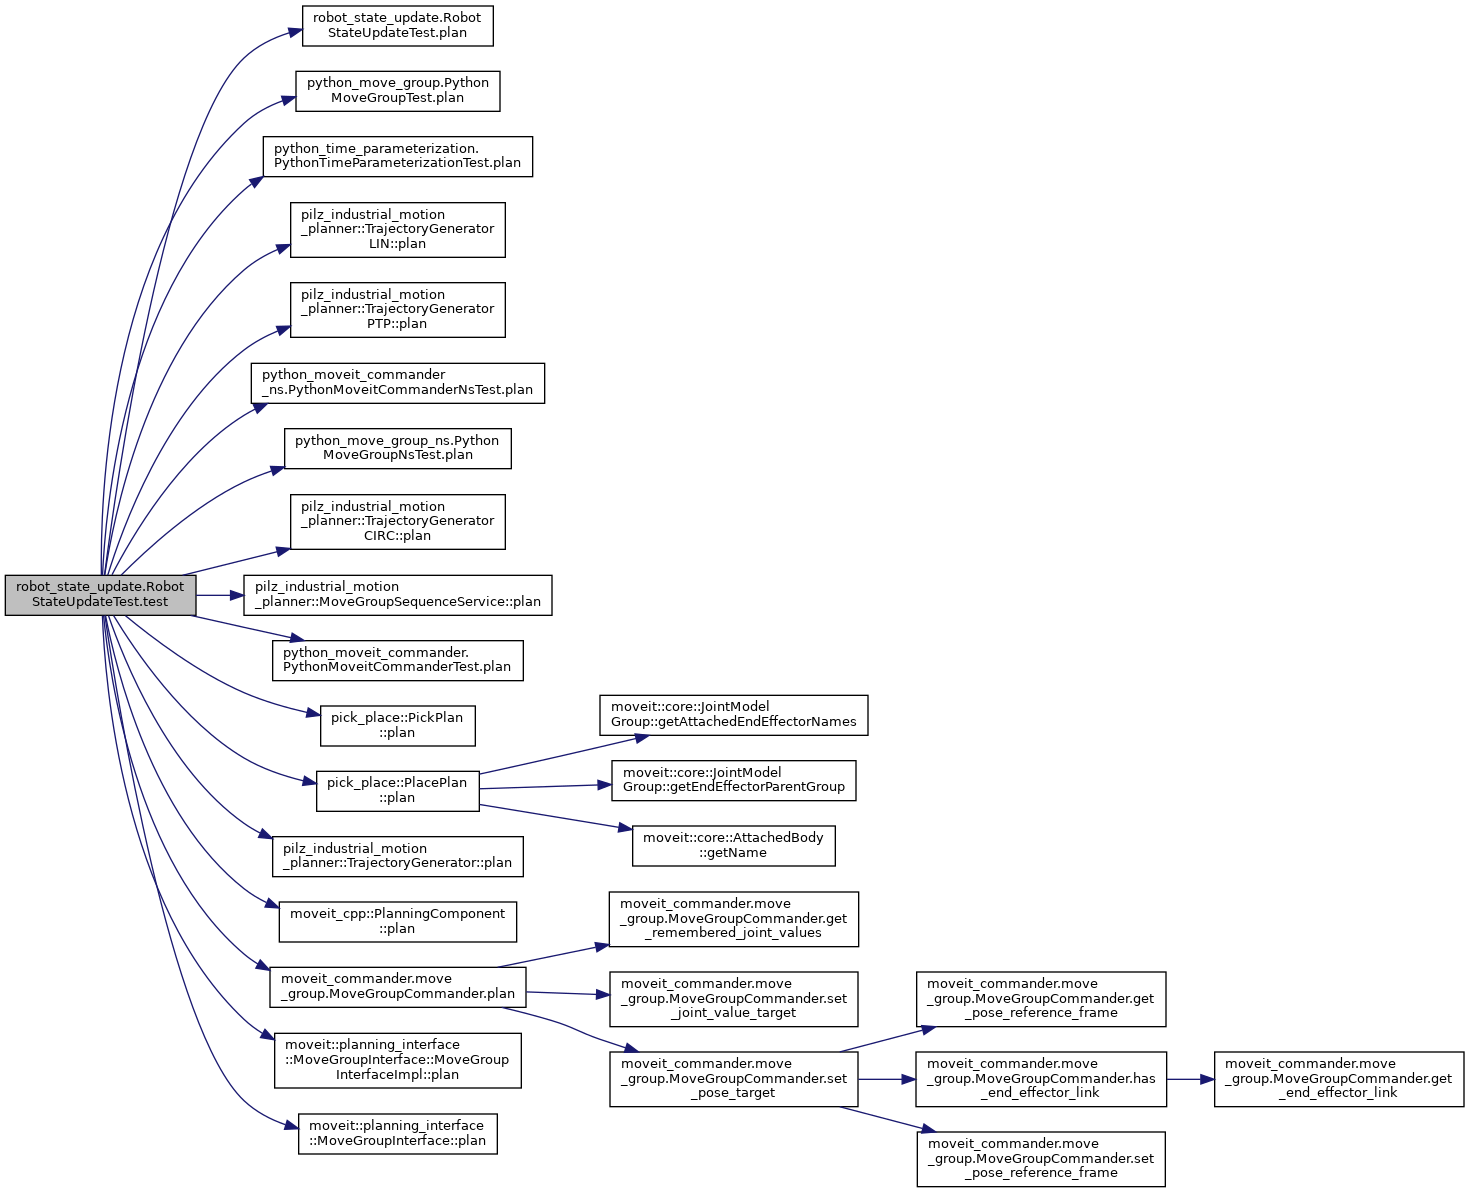 robot_state_update.Robot
StateUpdateTest.plan
python_move_group.Python
MoveGroupTest.plan
python_time_parameterization.
PythonTimeParameterizationTest.plan
pilz_industrial_motion
_planner::TrajectoryGenerator
LIN::plan
pilz_industrial_motion
_planner::TrajectoryGenerator
PTP::plan
python_moveit_commander
_ns.PythonMoveitCommanderNsTest.plan
python_move_group_ns.Python
MoveGroupNsTest.plan
pilz_industrial_motion
_planner::TrajectoryGenerator
CIRC::plan
robot_state_update.Robot
StateUpdateTest.test
pilz_industrial_motion
_planner::MoveGroupSequenceService::plan
python_moveit_commander.
PythonMoveitCommanderTest.plan
pick_place::PickPlan
::plan
pick_place::PlacePlan
::plan
moveit::core::JointModel
Group::getAttachedEndEffectorNames
moveit::core::JointModel
Group::getEndEffectorParentGroup
moveit::core::AttachedBody
::getName
pilz_industrial_motion
_planner::TrajectoryGenerator::plan
moveit_cpp::PlanningComponent
::plan
moveit_commander.move
_group.MoveGroupCommander.plan
moveit_commander.move
_group.MoveGroupCommander.get
_remembered_joint_values
moveit_commander.move
_group.MoveGroupCommander.set
_joint_value_target
moveit_commander.move
_group.MoveGroupCommander.set
_pose_target
moveit_commander.move
_group.MoveGroupCommander.get
_pose_reference_frame
moveit_commander.move
_group.MoveGroupCommander.has
_end_effector_link
moveit_commander.move
_group.MoveGroupCommander.get
_end_effector_link
moveit_commander.move
_group.MoveGroupCommander.set
_pose_reference_frame
moveit::planning_interface
::MoveGroupInterface::MoveGroup
InterfaceImpl::plan
moveit::planning_interface
::MoveGroupInterface::plan